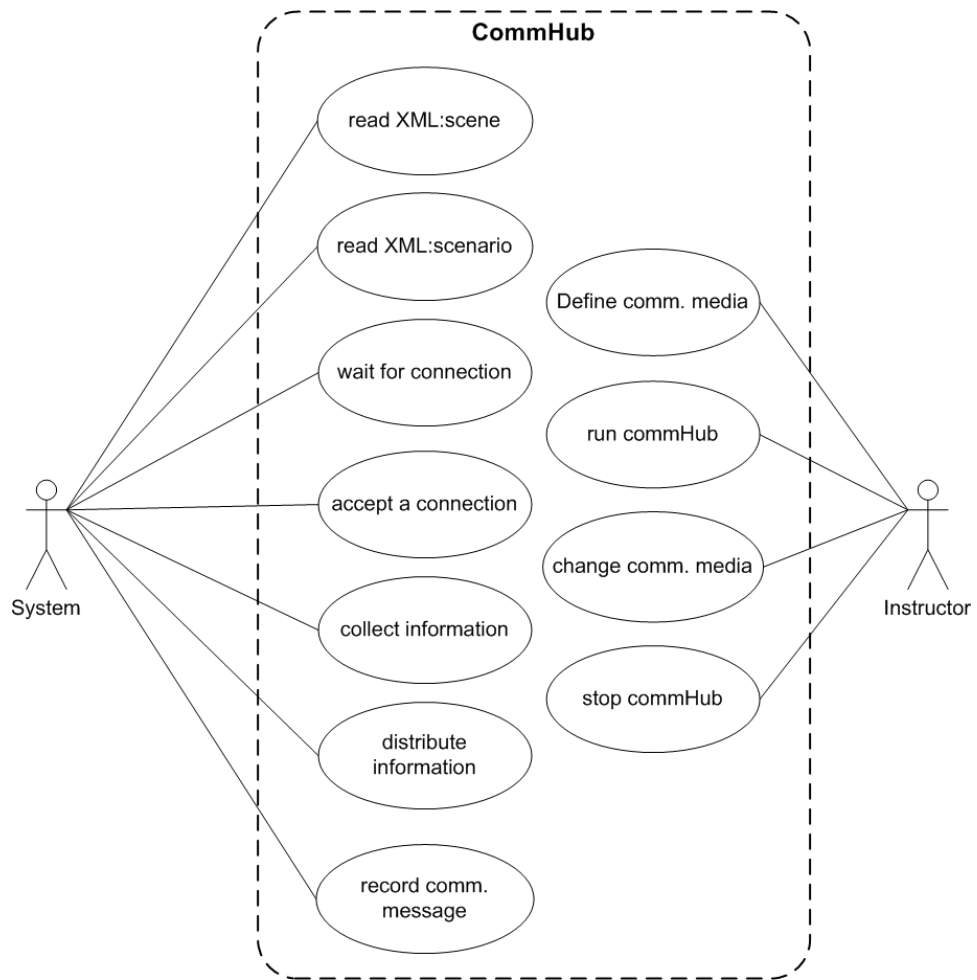 CommHub
read XML:scene
read XML:scenario
Define comm. media
wait for connection
run commHub
accept a connection
change comm. media
System
Instructor
collect information
stop commHub
distribute
information
record comm.
message